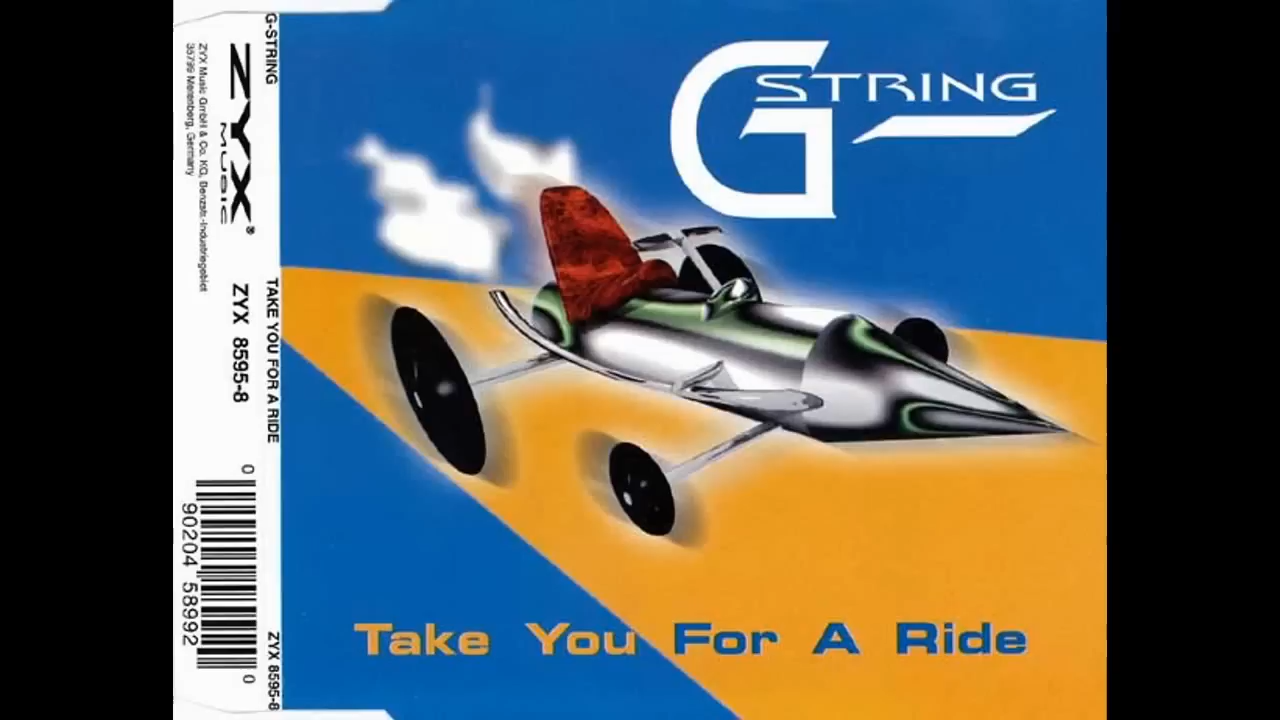 G-STRING
ZYX
music
®
ZYX Music GmbH & Co. KG, Benzstr.-Industriegebiet
35799 Merenberg, Germany
TAKE YOU FOR A RIDE
ZYX 8595-8
0
90204 58992
0
ZYX 8595-8
G STRING
Take You For A Ride